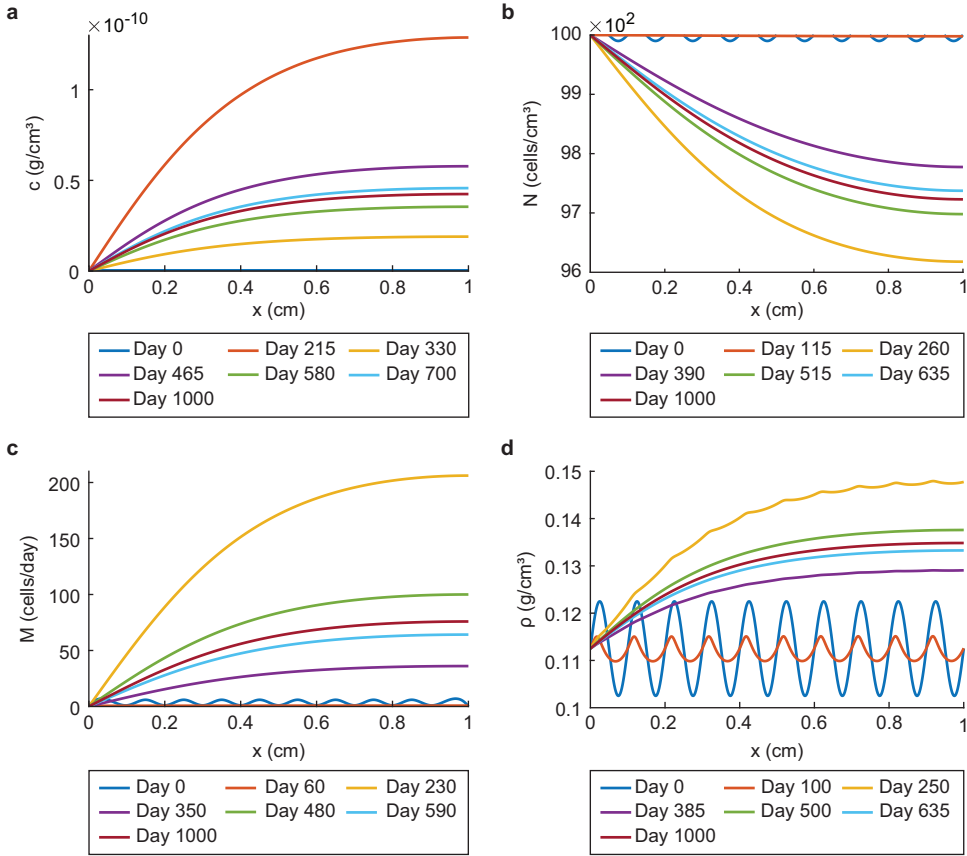 a
×10⁻¹⁰
1
0.5
0
c (g/cm³)
0 0.2 0.4 0.6 0.8 1
x (cm)
Day 0 Day 215 Day 330
Day 465 Day 580 Day 700
Day 1000
b
×10²
100
99
98
97
96
N (cells/cm³)
0 0.2 0.4 0.6 0.8 1
x (cm)
Day 0 Day 115 Day 260
Day 390 Day 515 Day 635
Day 1000
c
200
150
100
50
0
M (cells/day)
0 0.2 0.4 0.6 0.8 1
x (cm)
Day 0 Day 60 Day 230
Day 350 Day 480 Day 590
Day 1000
d
0.15
0.14
0.13
0.12
0.11
0.1
ρ (g/cm³)
0 0.2 0.4 0.6 0.8 1
x (cm)
Day 0 Day 100 Day 250
Day 385 Day 500 Day 635
Day 1000